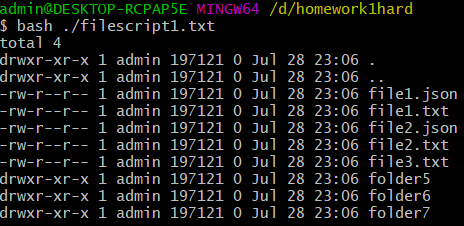 admin@DESKTOP-RCPAP5E MINGW64 /d/homework1hard
$ bash ./filescript1.txt
total 4
drwxr-xr-x 1 admin 197121 0 Jul 28 23:06 .
drwxr-xr-x 1 admin 197121 0 Jul 28 23:06 ..
-rw-r--r-- 1 admin 197121 0 Jul 28 23:06 file1.json
-rw-r--r-- 1 admin 197121 0 Jul 28 23:06 file1.txt
-rw-r--r-- 1 admin 197121 0 Jul 28 23:06 file2.json
-rw-r--r-- 1 admin 197121 0 Jul 28 23:06 file2.txt
-rw-r--r-- 1 admin 197121 0 Jul 28 23:06 file3.txt
drwxr-xr-x 1 admin 197121 0 Jul 28 23:06 folder5
drwxr-xr-x 1 admin 197121 0 Jul 28 23:06 folder6
drwxr-xr-x 1 admin 197121 0 Jul 28 23:06 folder7